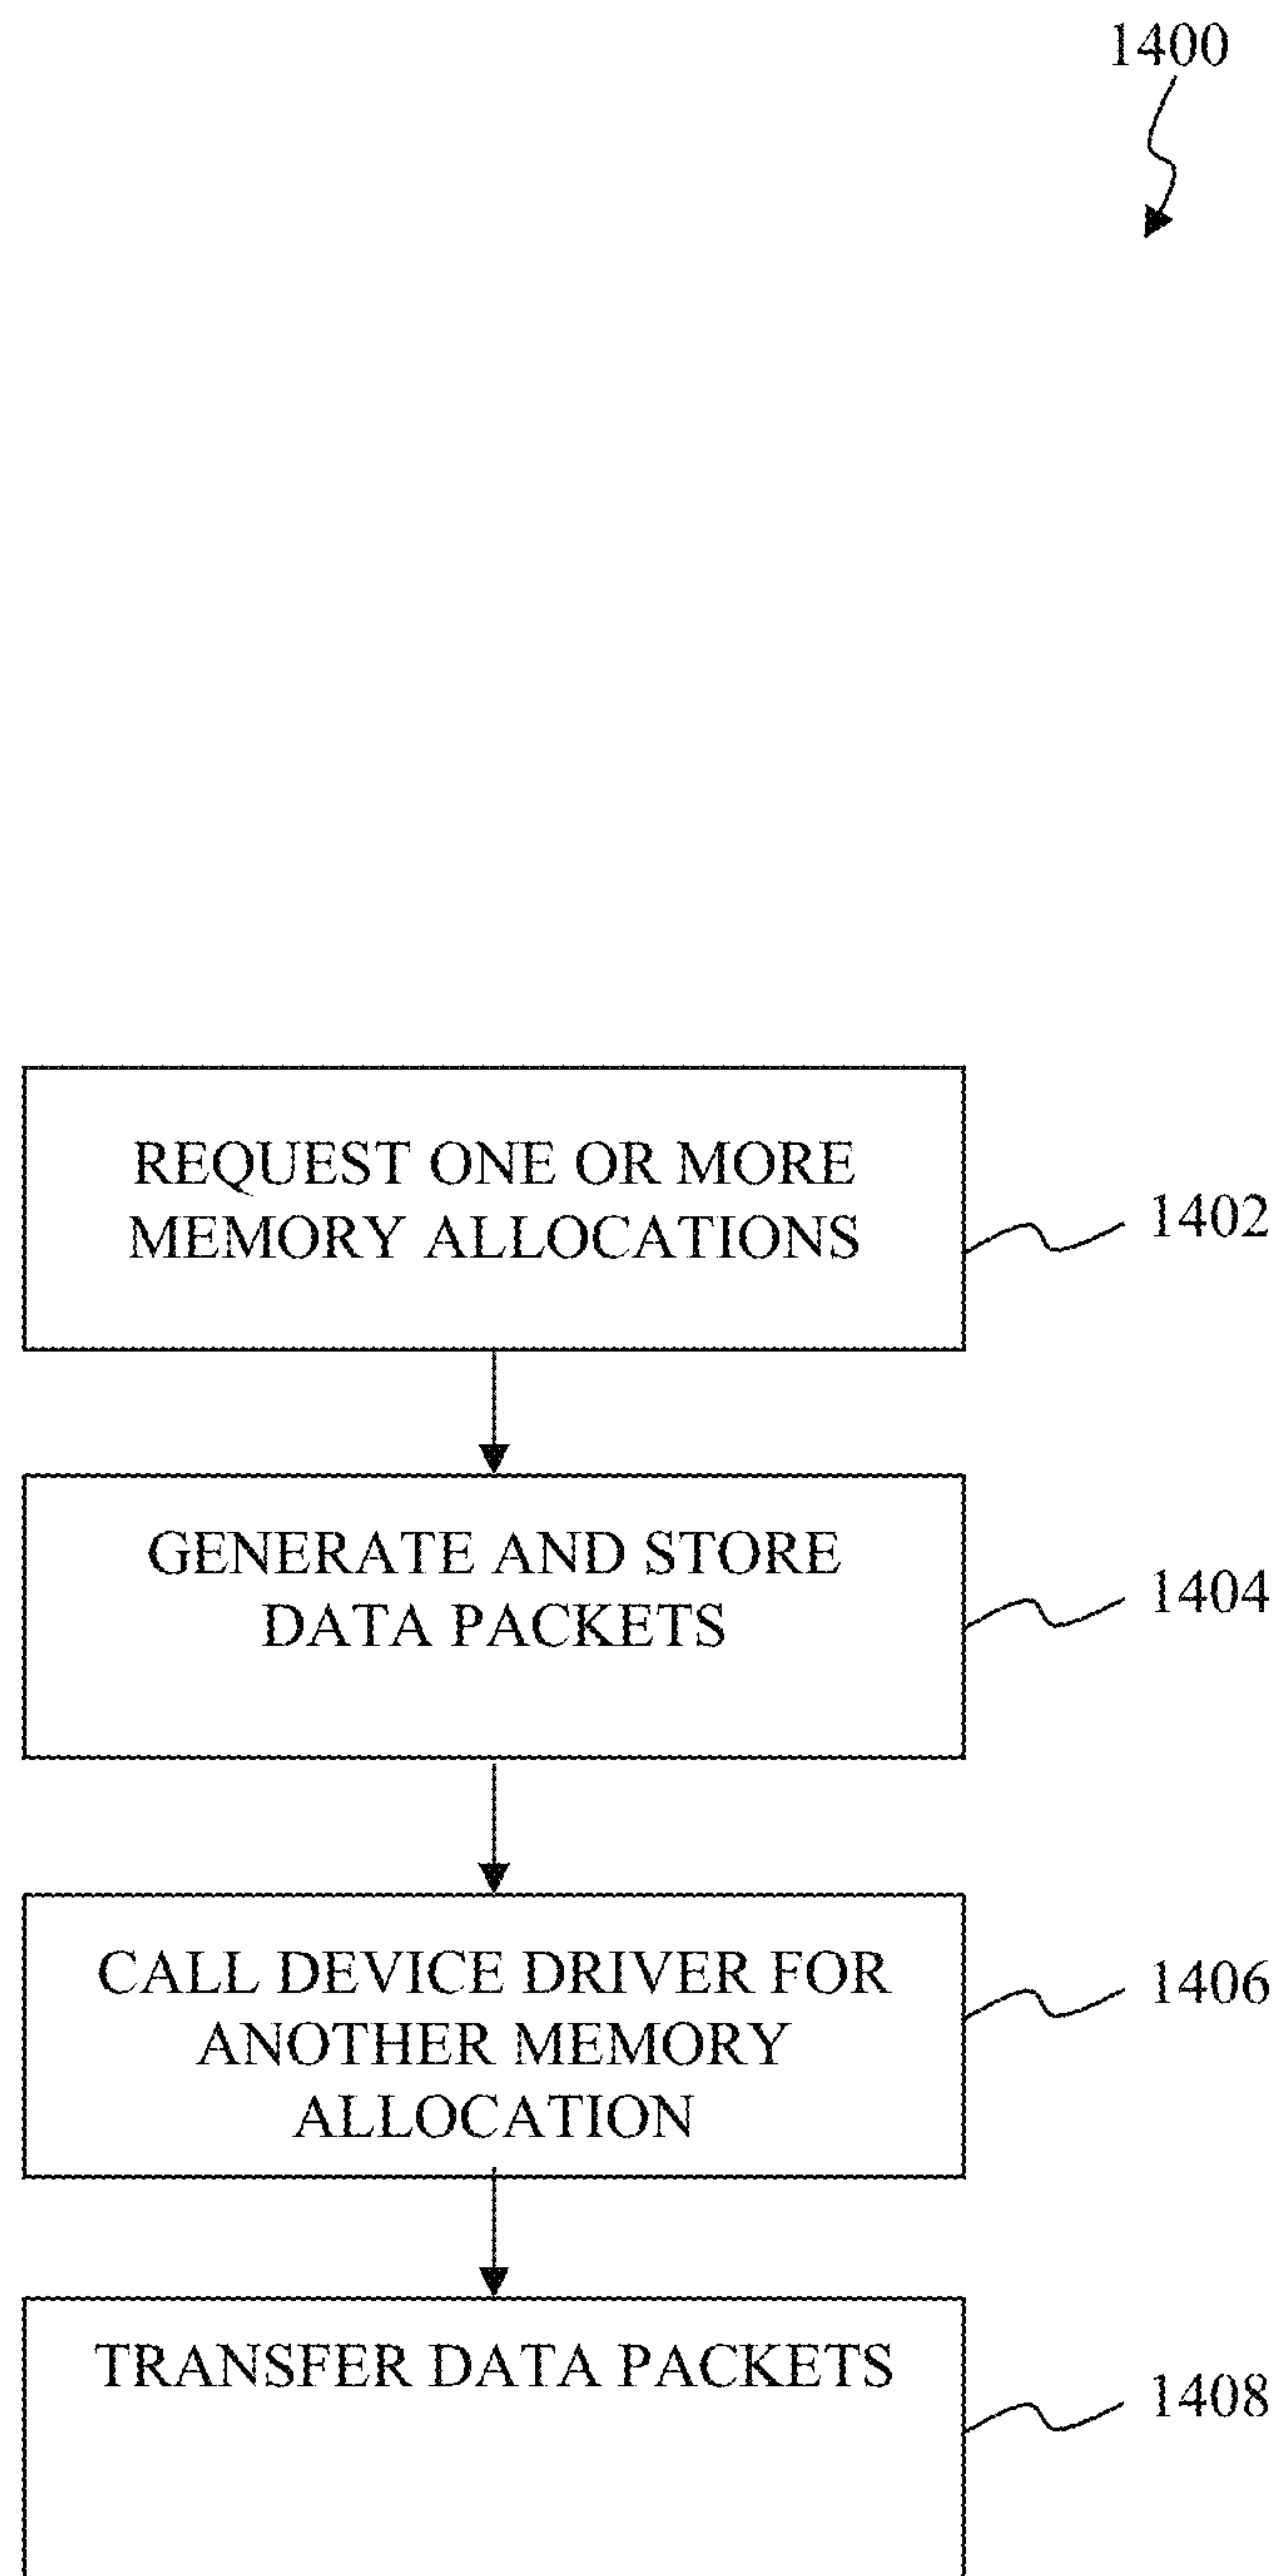 1400
REQUEST ONE OR MORE
MEMORY ALLOCATIONS
1402
GENERATE AND STORE
DATA PACKETS
1404
CALL DEVICE DRIVER FOR
ANOTHER MEMORY
ALLOCATION
1406
TRANSFER DATA PACKETS
1408